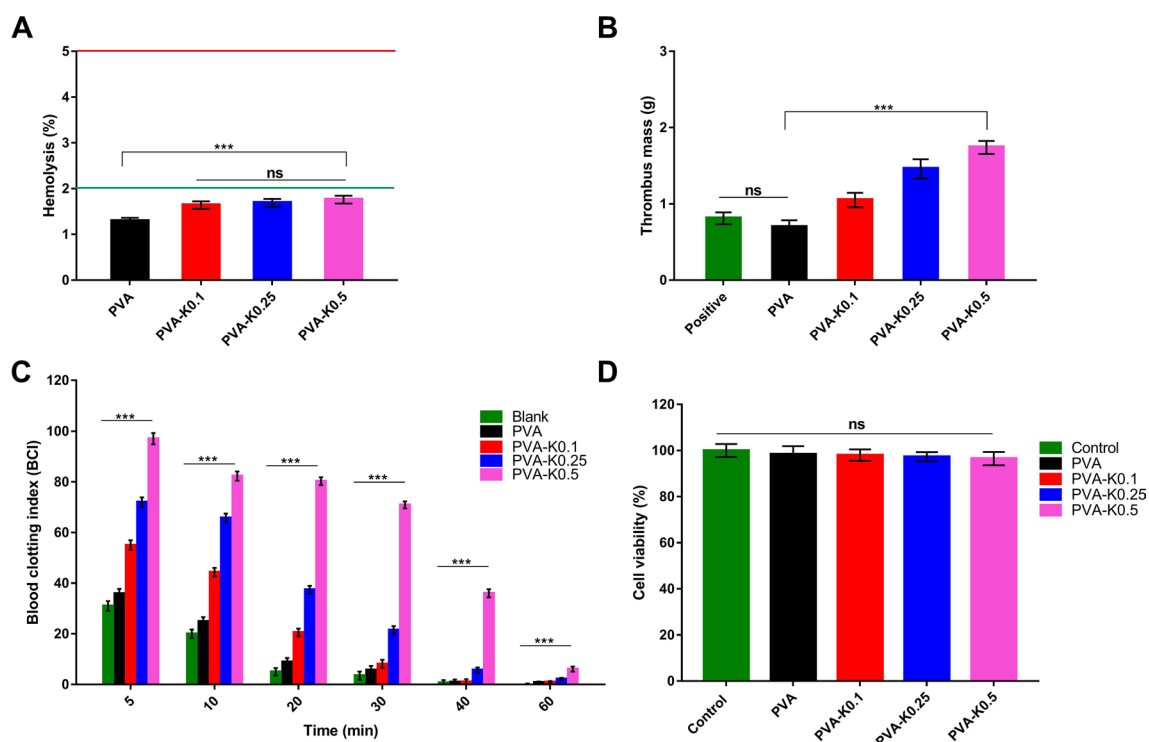 A
Hemolysis (%)
5
4
3
2
1
0
***
ns
PVA
PVA-K0.1
PVA-K0.25
PVA-K0.5
B
Thrombus mass (g)
3
2
1
0
ns
***
Positive
PVA
PVA-K0.1
PVA-K0.25
PVA-K0.5
C
Blood clotting index (BCI)
120
100
80
60
40
20
0
***
***
***
***
***
***
Blank
PVA
PVA-K0.1
PVA-K0.25
PVA-K0.5
5
10
20
30
40
60
Time (min)
D
Cell viability (%)
120
100
80
60
40
20
0
ns
Control
PVA
PVA-K0.1
PVA-K0.25
PVA-K0.5
Control
PVA
PVA-K0.1
PVA-K0.25
PVA-K0.5